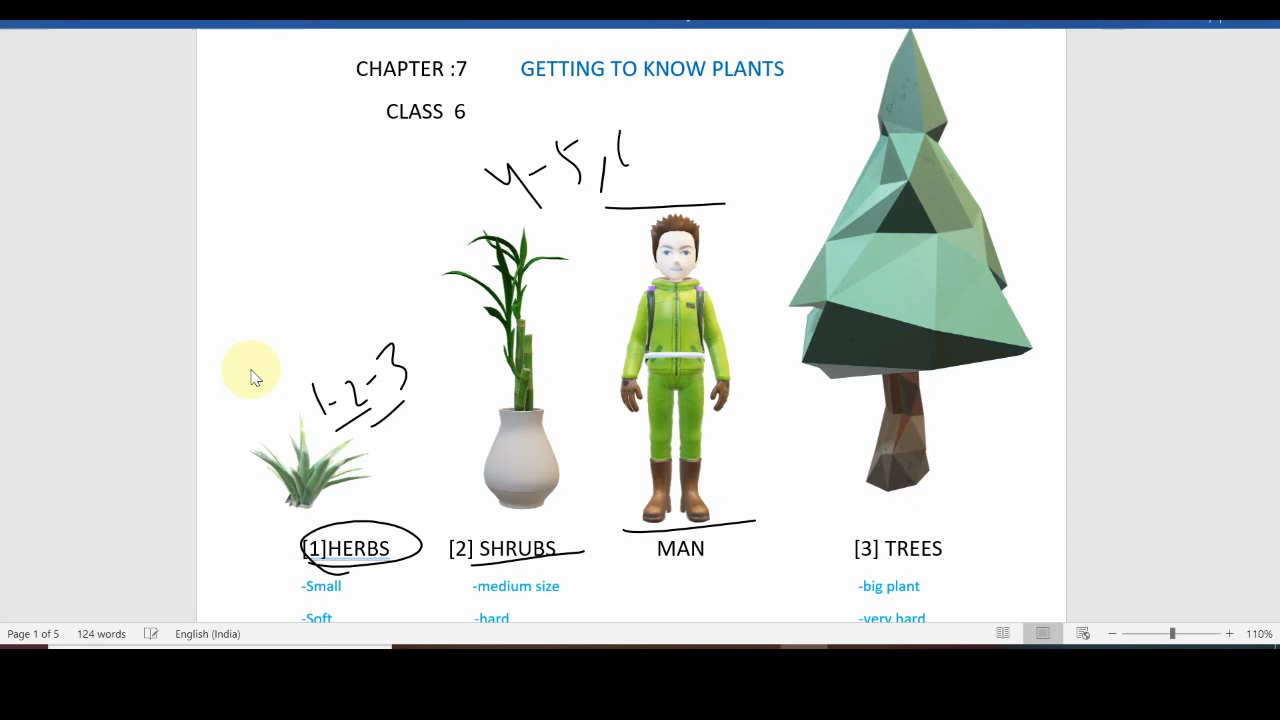 CHAPTER :7 GETTING TO KNOW PLANTS
CLASS 6
4-5,6
1-2-3
[1]HERBS [2] SHRUBS MAN [3] TREES
-Small -medium size -big plant
-Soft -hard -very hard
Page 1 of 5 124 words English (India) 110%